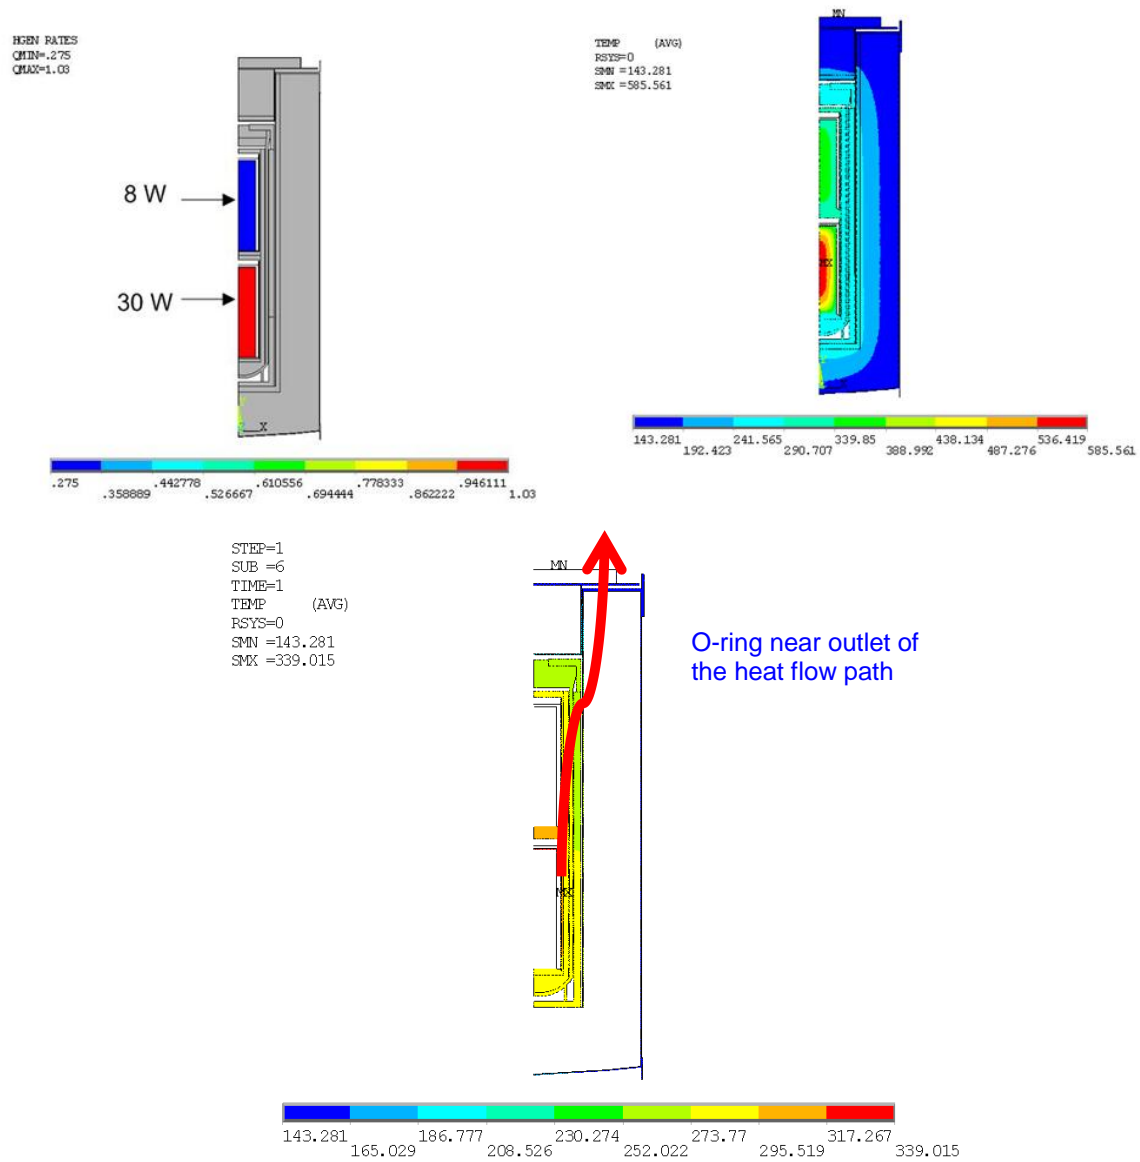 HGEN RATES
QMIN=.275
QMAX=1.03
8 W
30 W
Y
X
.275 .442778 .610556 .778333 .946111
.358889 .526667 .694444 .862222 1.03
MN
TEMP (AVG)
RSYS=0
SMN =143.281
SMX =585.561
MX
X
143.281 241.565 339.85 438.134 536.419
192.423 290.707 388.992 487.276 585.561
STEP=1
SUB =6
TIME=1
TEMP (AVG)
RSYS=0
SMN =143.281
SMX =339.015
MN
O-ring near outlet of
the heat flow path
MX
143.281 186.777 230.274 273.77 317.267
165.029 208.526 252.022 295.519 339.015